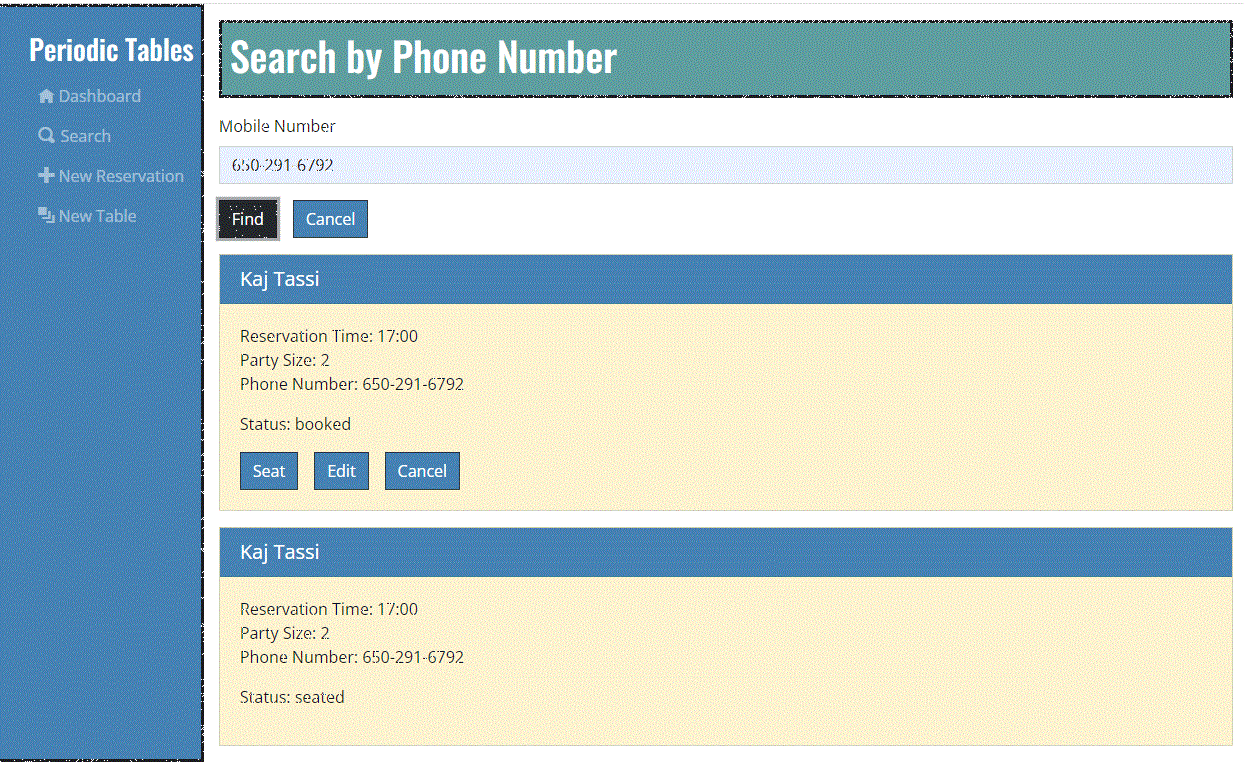 Periodic Tables
Dashboard
Search
New Reservation
New Table
Search by Phone Number
Mobile Number
650-291-6792
Find
Cancel
Kaj Tassi
Reservation Time: 17:00
Party Size: 2
Phone Number: 650-291-6792
Status: booked
Seat
Edit
Cancel
Kaj Tassi
Reservation Time: 17:00
Party Size: 2
Phone Number: 650-291-6792
Status: seated